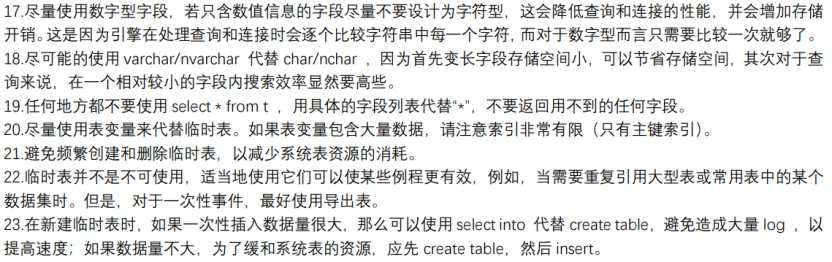 17.尽量使用数字型字段，若只含数值信息的字段尽量不要设计为字符型，这会降低查询和连接的性能，并会增加存储
开销。这是因为引擎在处理查询和连接时会逐个比较字符串中每一个字符，而对于数字型而言只需要比较一次就够了。
18.尽可能的使用 varchar/nvarchar 代替 char/nchar ，因为首先变长字段存储空间小，可以节省存储空间，其次对于查
询来说，在一个相对较小的字段内搜索效率显然要高些。
19.任何地方都不要使用 select * from t ，用具体的字段列表代替“*”，不要返回用不到的任何字段。
20.尽量使用表变量来代替临时表。如果表变量包含大量数据，请注意索引非常有限（只有主键索引）。
21.避免频繁创建和删除临时表，以减少系统表资源的消耗。
22.临时表并不是不可使用，适当地使用它们可以使某些例程更有效，例如，当需要重复引用大型表或常用表中的某个
数据集时。但是，对于一次性事件，最好使用导出表。
23.在新建临时表时，如果一次性插入数据量很大，那么可以使用 select into 代替 create table，避免造成大量 log ，以
提高速度；如果数据量不大，为了缓和系统表的资源，应先 create table，然后 insert。